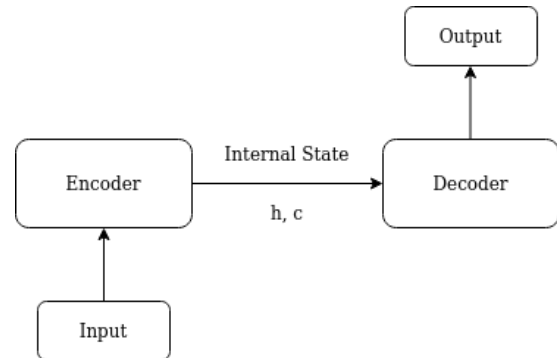 Output
Internal State
Encoder
Decoder
h, c
Input